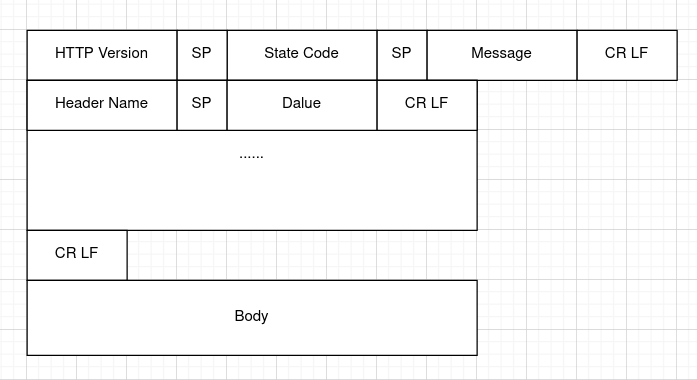 HTTP Version SP State Code SP Message CR LF
Header Name SP Dalue CR LF
......
CR LF
Body